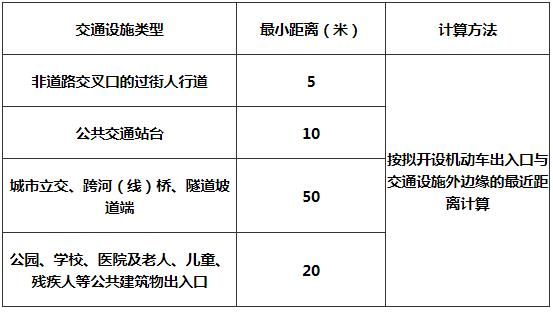 交通设施类型
最小距离（米）
计算方法
非道路交叉口的过街人行道
5
公共交通站台
10
城市立交、跨河（线）桥、隧道坡
道端
50
公园、学校、医院及老人、儿童、
残疾人等公共建筑物出入口
20
按拟开设机动车出入口与
交通设施外边缘的最近距
离计算